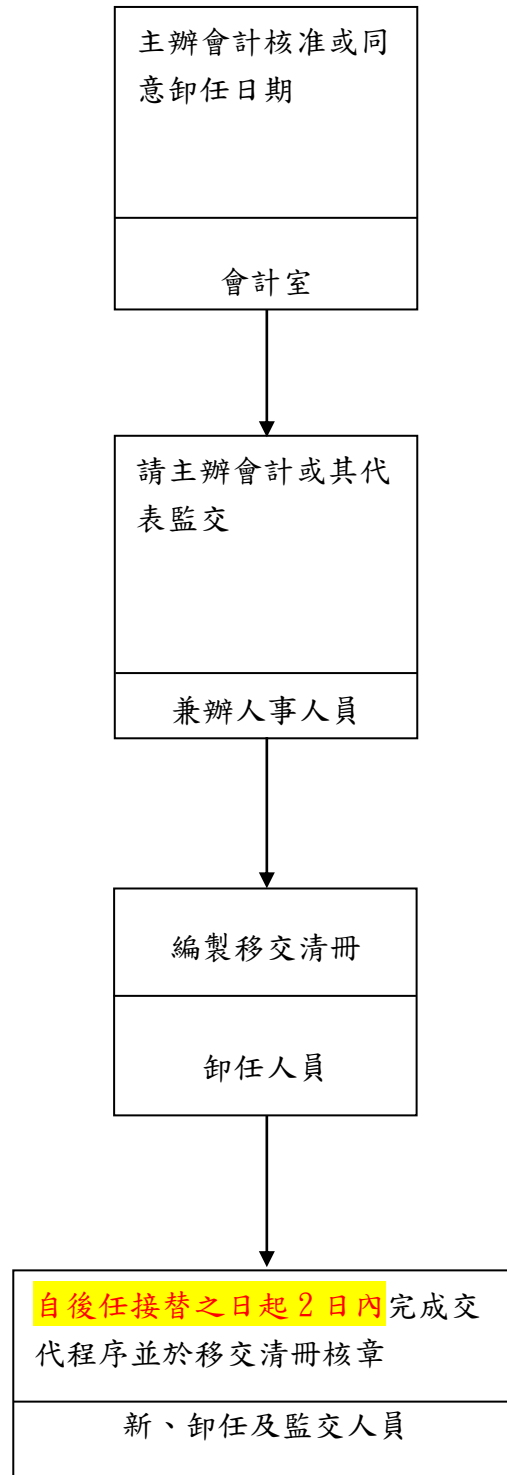 主辦會計核准或同
意卸任日期
會計室
請主辦會計或其代
表監交
兼辦人事人員
編製移交清冊
卸任人員
自後任接替之日起 2 日內完成交
代程序並於移交清冊核章
新、卸任及監交人員